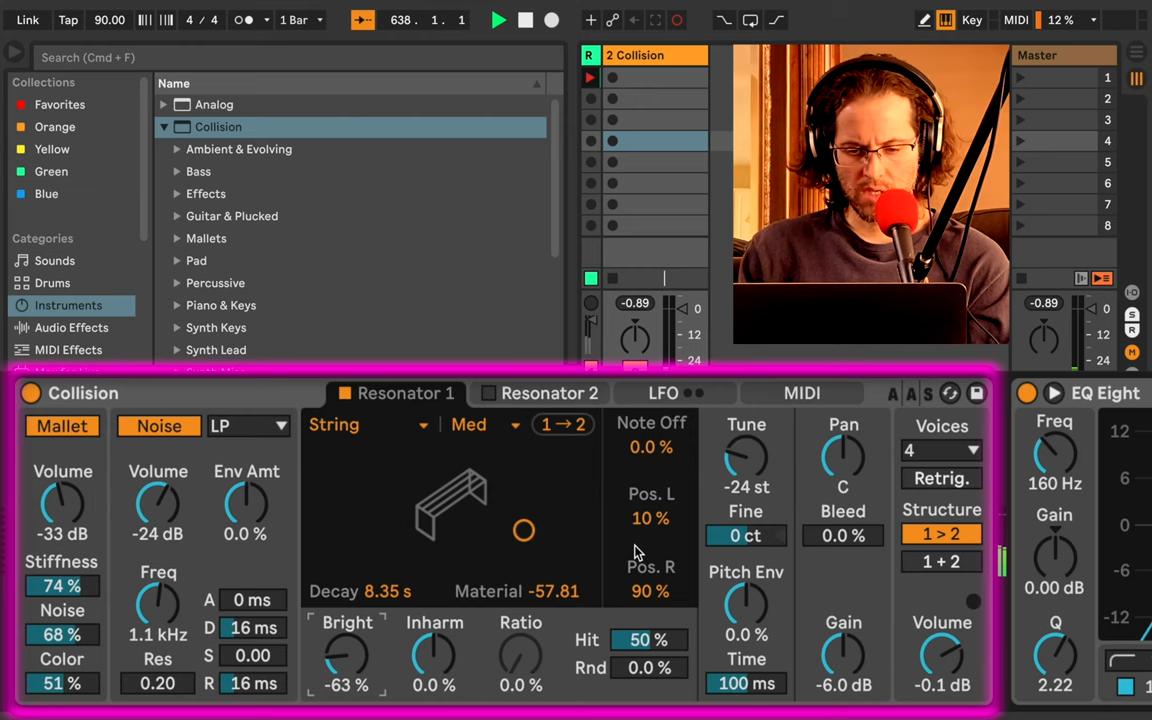 Link Tap 90.00 4 / 4 1 Bar 638. 1. 1 Key MIDI 12 %
Search (Cmd + F)
Collections
Favorites
Orange
Yellow
Green
Blue
Categories
Sounds
Drums
Instruments
Audio Effects
MIDI Effects
Name
Analog
Collision
Ambient & Evolving
Bass
Effects
Guitar & Plucked
Mallets
Pad
Percussive
Piano & Keys
Synth Keys
Synth Lead
R 2 Collision
-0.89
0
12
24
Master
1
2
3
4
5
6
7
8
-0.89
0
12
24
I-O
S
R
M
Collision
Resonator 1 Resonator 2 LFO MIDI
A A S
Mallet
Volume
-33 dB
Stiffness
74 %
Noise
68 %
Color
51 %
Noise LP
Volume Env Amt
-24 dB 0.0 %
Freq
1.1 kHz
Res
0.20
A 0 ms
D 16 ms
S 0.00
R 16 ms
String Med 1→2
Decay 8.35 s Material -57.81
Note Off
0.0 %
Pos. L
10 %
Pos. R
90 %
Bright Inharm Ratio
-63 % 0.0 % 0.0 %
Hit 50 %
Rnd 0.0 %
Tune
-24 st
Fine
0 ct
Pitch Env
0.0 %
Time
100 ms
Pan
C
Bleed
0.0 %
Gain
-6.0 dB
Voices
4
Retrig.
Structure
1 > 2
1 + 2
Volume
-0.1 dB
EQ Eight
Freq
160 Hz
Gain
0.00 dB
Q
2.22
12
6
0
-6
-12
1